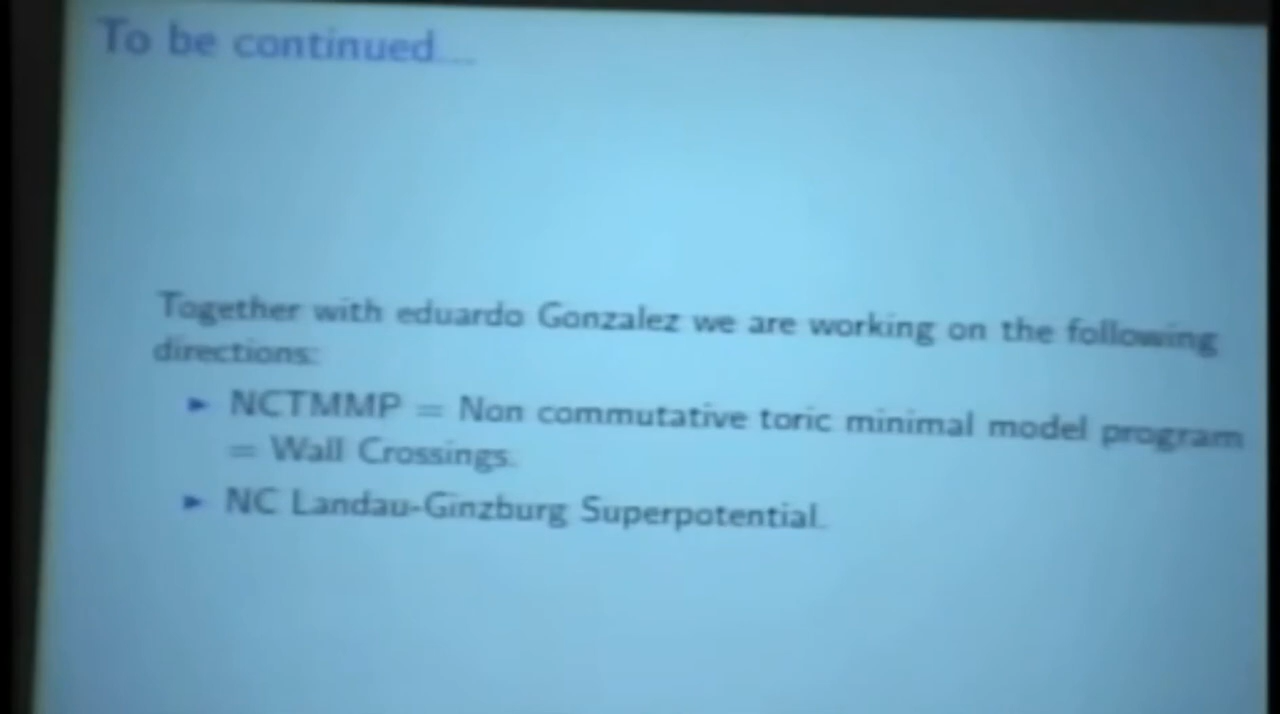 To be continued...
Together with eduardo Gonzalez we are working on the following
directions:
► NCTMMP = Non commutative toric minimal model program
= Wall Crossings.
► NC Landau-Ginzburg Superpotential.